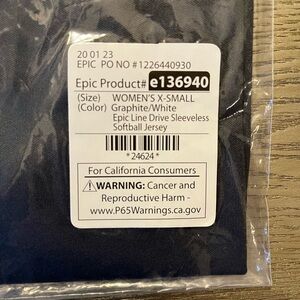 20 01 23
EPIC PO NO #1226440930
Epic Product# e136940
(Size) WOMEN'S X-SMALL
(Color) Graphite/White
Epic Line Drive Sleeveless
Softball Jersey
*24624*
For California Consumers
WARNING: Cancer and
Reproductive Harm -
www.P65Warnings.ca.gov